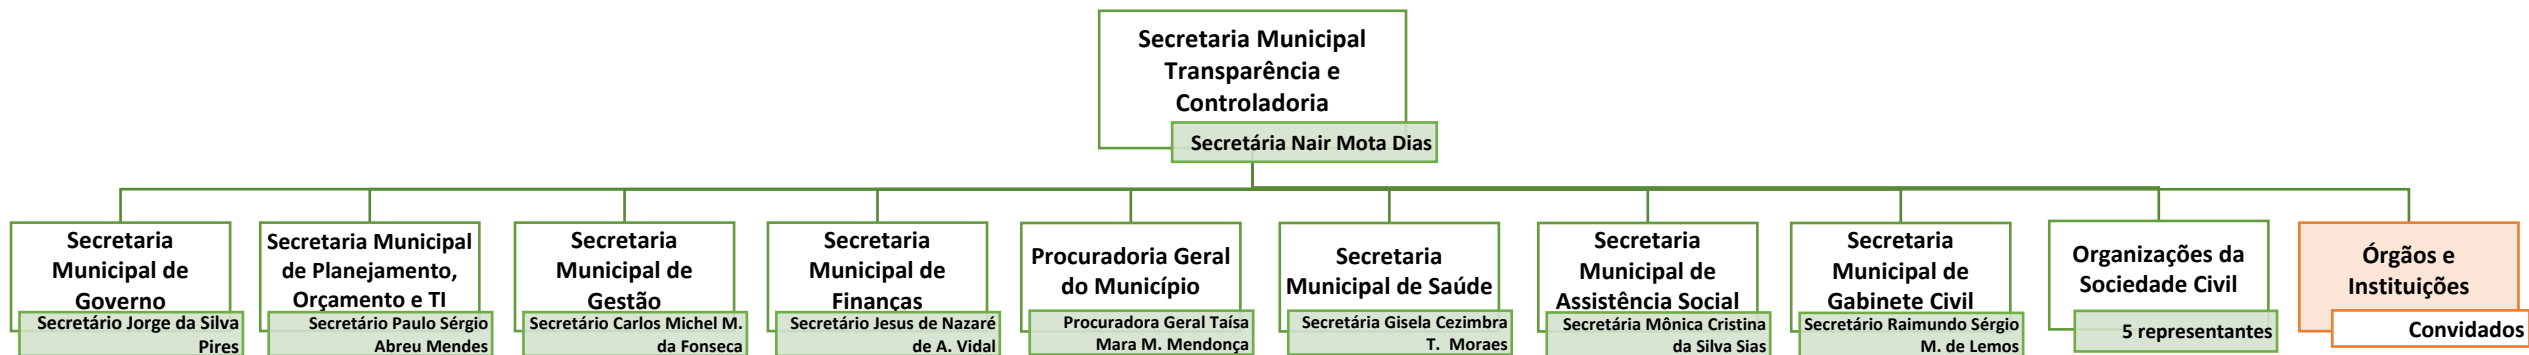 Secretaria Municipal
Transparência e
Controladoria
Secretária Nair Mota Dias
Secretaria
Municipal de
Governo
Secretário Jorge da Silva
Pires
Secretaria Municipal
de Planejamento,
Orçamento e TI
Secretário Paulo Sérgio
Abreu Mendes
Secretaria
Municipal de
Gestão
Secretário Carlos Michel M.
da Fonseca
Secretaria
Municipal de
Finanças
Secretário Jesus de Nazaré
de A. Vidal
Procuradoria Geral
do Município
Procuradora Geral Taísa
Mara M. Mendonça
Secretaria
Municipal de Saúde
Secretária Gisela Cezimbra
T. Moraes
Secretaria
Municipal de
Assistência Social
Secretária Mônica Cristina
da Silva Sias
Secretaria
Municipal de
Gabinete Civil
Secretário Raimundo Sérgio
M. de Lemos
Organizações da
Sociedade Civil
5 representantes
Órgãos e
Instituições
Convidados